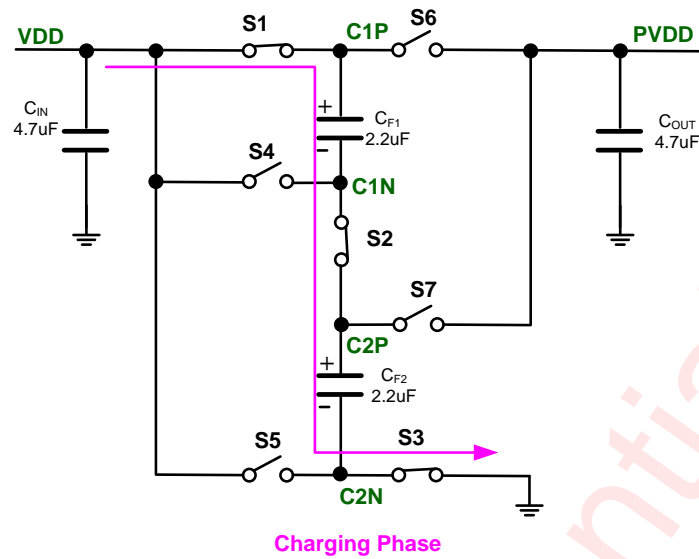 S1
S6
VDD
C1P
PVDD
CIN
4.7uF
+
CF1
2.2uF
−
COUT
4.7uF
S4
C1N
S2
S7
C2P
+
CF2
2.2uF
−
S5
S3
C2N
Charging Phase